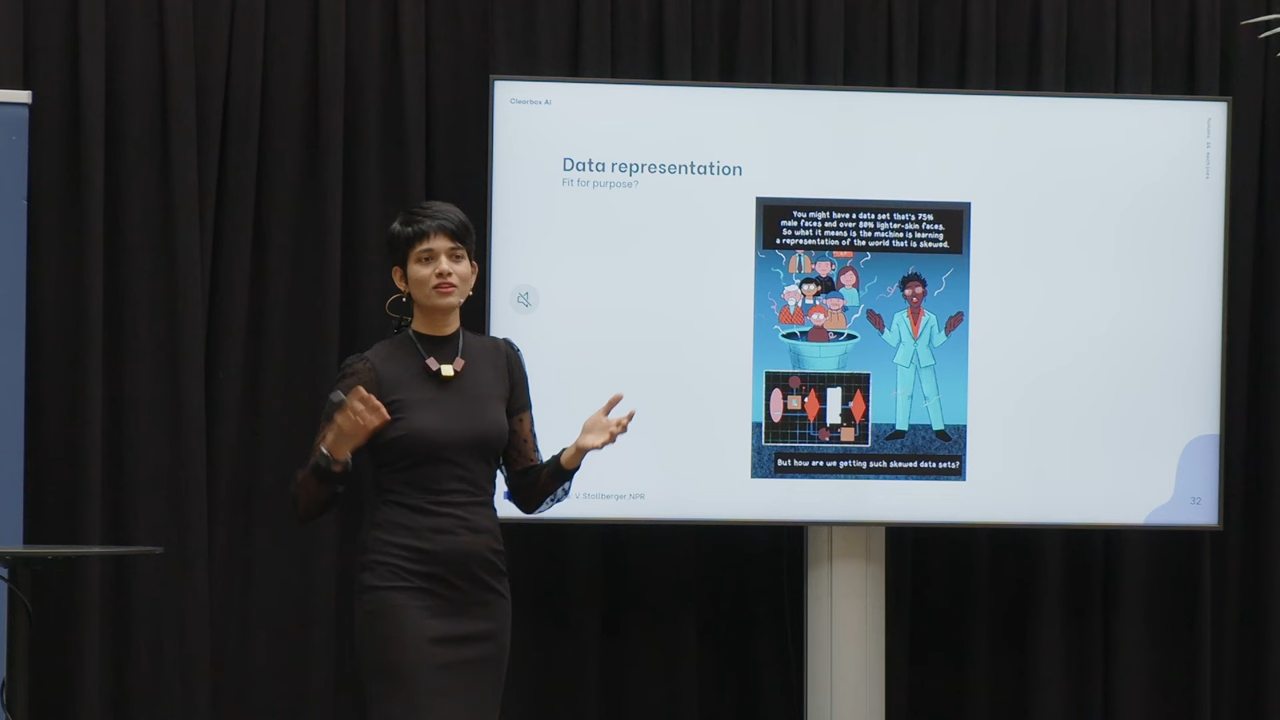 Clearbox AI
Data representation
Fit for purpose?
You might have a data set that's 75%
male faces and over 80% lighter-skin faces.
So what it means is the machine is learning
a representation of the world that is skewed.
But how are we getting such skewed data sets?
V.Stollberger,NPR
32